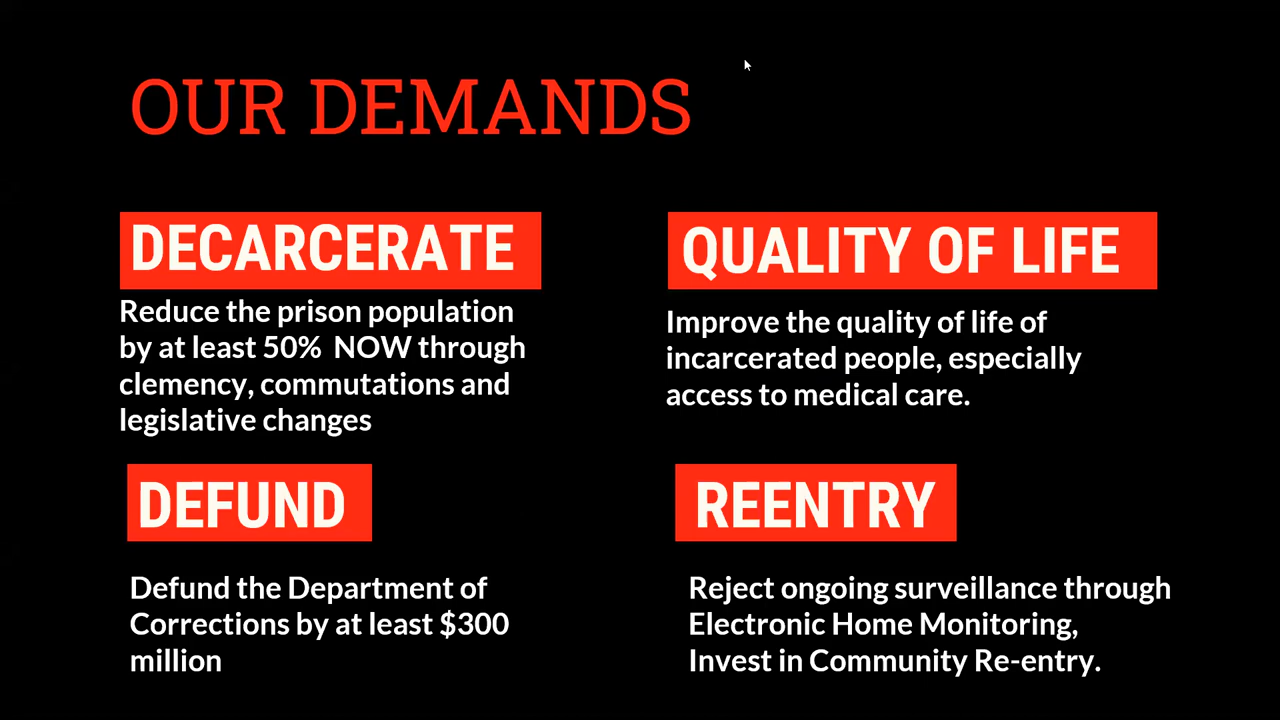 OUR DEMANDS
DECARCERATE
Reduce the prison population
by at least 50% NOW through
clemency, commutations and
legislative changes
QUALITY OF LIFE
Improve the quality of life of
incarcerated people, especially
access to medical care.
DEFUND
Defund the Department of
Corrections by at least $300
million
REENTRY
Reject ongoing surveillance through
Electronic Home Monitoring,
Invest in Community Re-entry.